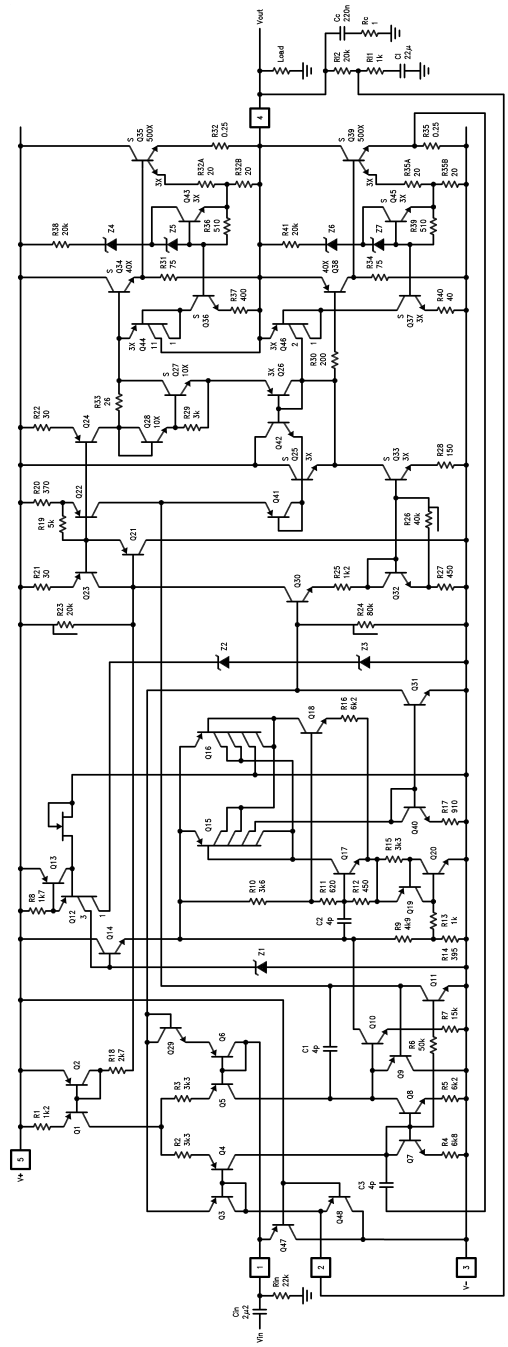 Vin
Cin
2µ2
Rin
22k
1
2
3
V-
5
V+
R1
1k2
Q1
Q2
R18
2k7
R2
3k3
R3
3k3
Q3
Q4
Q5
Q6
Q29
Q47
Q48
C3
4p
Q7
Q8
R4
6k8
R5
6k2
R6
50k
R7
15k
Q9
Q10
Q11
C1
4p
Z1
Q14
R8
1k7
Q12
3
1
Q13
R14
395
R13
1k
R9
4k9
C2
4p
R10
3k6
R11
620
R12
450
Q19
Q20
R15
3k3
Q17
Q15
Q16
Q18
R16
6k2
Q40
R17
910
Q31
Z2
Z3
R23
20k
R24
80k
Q30
R25
1k2
R21
30
Q23
Q21
R19
5k
R20
370
Q22
R22
30
Q24
Q32
R27
450
R26
40k
Q41
Q42
Q25
S
3X
Q33
S
3X
R28
150
R33
26
Q28
10X
R29
3k
Q27
S
10X
Q26
3X
R30
200
Q44
3X
11
1
Q46
3X
2
1
Q34
S
40X
R31
75
Q36
S
R37
400
40X
Q38
R34
75
Q37
S
3X
R40
40
R38
20k
Z4
Z5
R36
510
Q43
3X
R41
20k
Z6
Z7
R39
510
Q45
3X
S
Q35
500X
3X
R32
0.25
R32A
20
R32B
20
S
Q39
500X
3X
R35
0.25
R35A
20
R35B
20
4
Vout
Load
Cc
220n
Rc
1
Rf2
20k
Rf1
1k
Ci
22µ